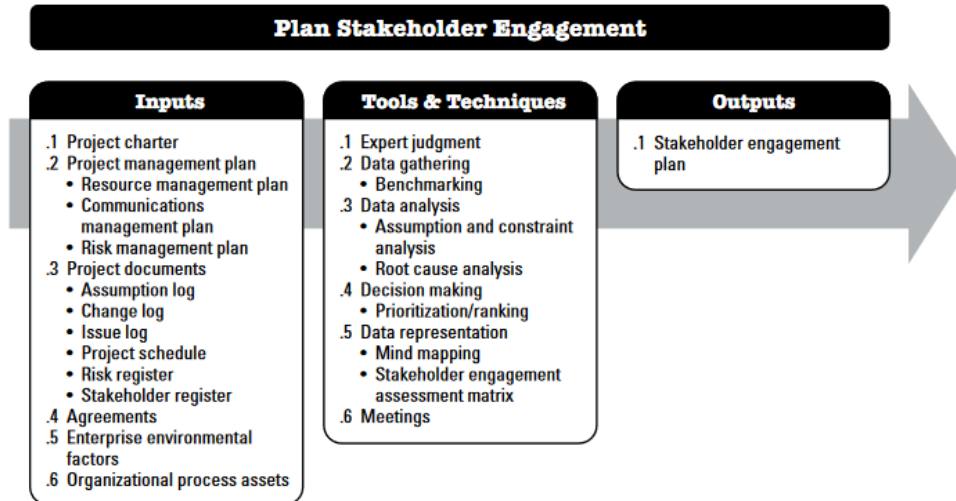 Plan Stakeholder Engagement
Inputs
.1 Project charter
.2 Project management plan
• Resource management plan
• Communications
management plan
• Risk management plan
.3 Project documents
• Assumption log
• Change log
• Issue log
• Project schedule
• Risk register
• Stakeholder register
.4 Agreements
.5 Enterprise environmental
factors
.6 Organizational process assets
Tools & Techniques
.1 Expert judgment
.2 Data gathering
• Benchmarking
.3 Data analysis
• Assumption and constraint
analysis
• Root cause analysis
.4 Decision making
• Prioritization/ranking
.5 Data representation
• Mind mapping
• Stakeholder engagement
assessment matrix
.6 Meetings
Outputs
.1 Stakeholder engagement
plan